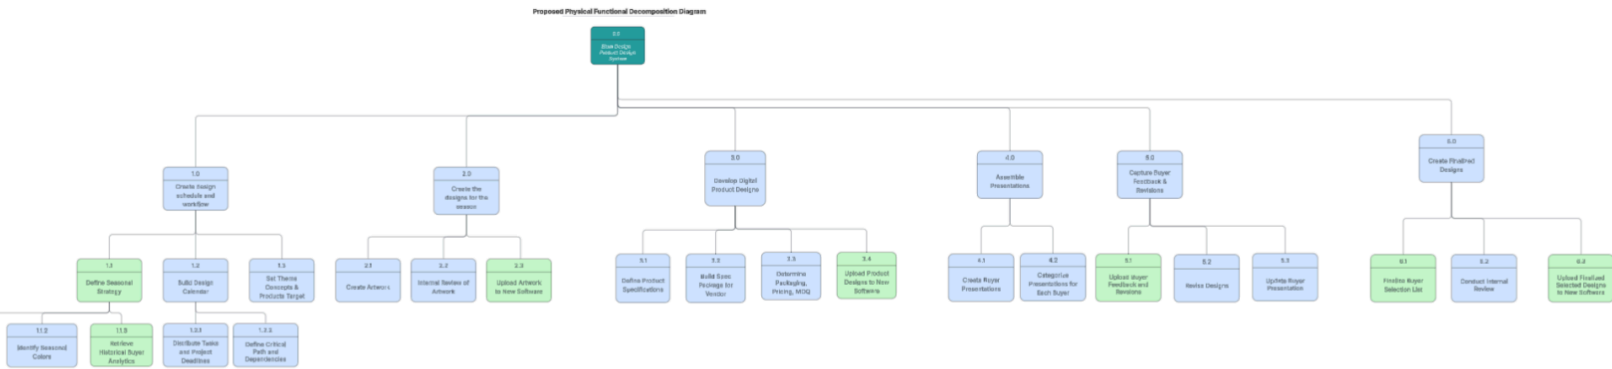 Proposed Physical Functional Decomposition Diagram
0.0
Product Design
System
1.0
Create design
schedule and
workflow
2.0
Create the
designs for the
season
3.0
Develop Digital
Product Designs
4.0
Assemble
Presentations
5.0
Capture Buyer
Feedback &
Revisions
6.0
Create Finalized
Designs
1.1
Define Seasonal
Strategy
1.2
Build Design
Calendar
1.3
Set Theme
Concepts &
Products Target
2.1
Create Artwork
2.2
Internal Review of
Artwork
2.3
Upload Artwork
to New Software
3.1
Define Product
Specifications
3.2
Build Spec
Package for
Vendor
3.3
Determine
Packaging,
Pricing, MOQ
3.4
Upload Product
Designs to New
Software
4.1
Create Buyer
Presentations
4.2
Categorize
Presentations for
Each Buyer
5.1
Upload Buyer
Feedback and
Revisions
5.2
Revise Designs
5.3
Update Buyer
Presentation
6.1
Finalize Buyer
Selection List
6.2
Conduct Internal
Review
6.3
Upload Finalized
Selected Designs
to New Software
1.1.2
Identify Seasonal
Colors
1.1.3
Retrieve
Historical Buyer
Analytics
Distribute Tasks
and Project
Deadlines
Define Critical
Path and
Dependencies